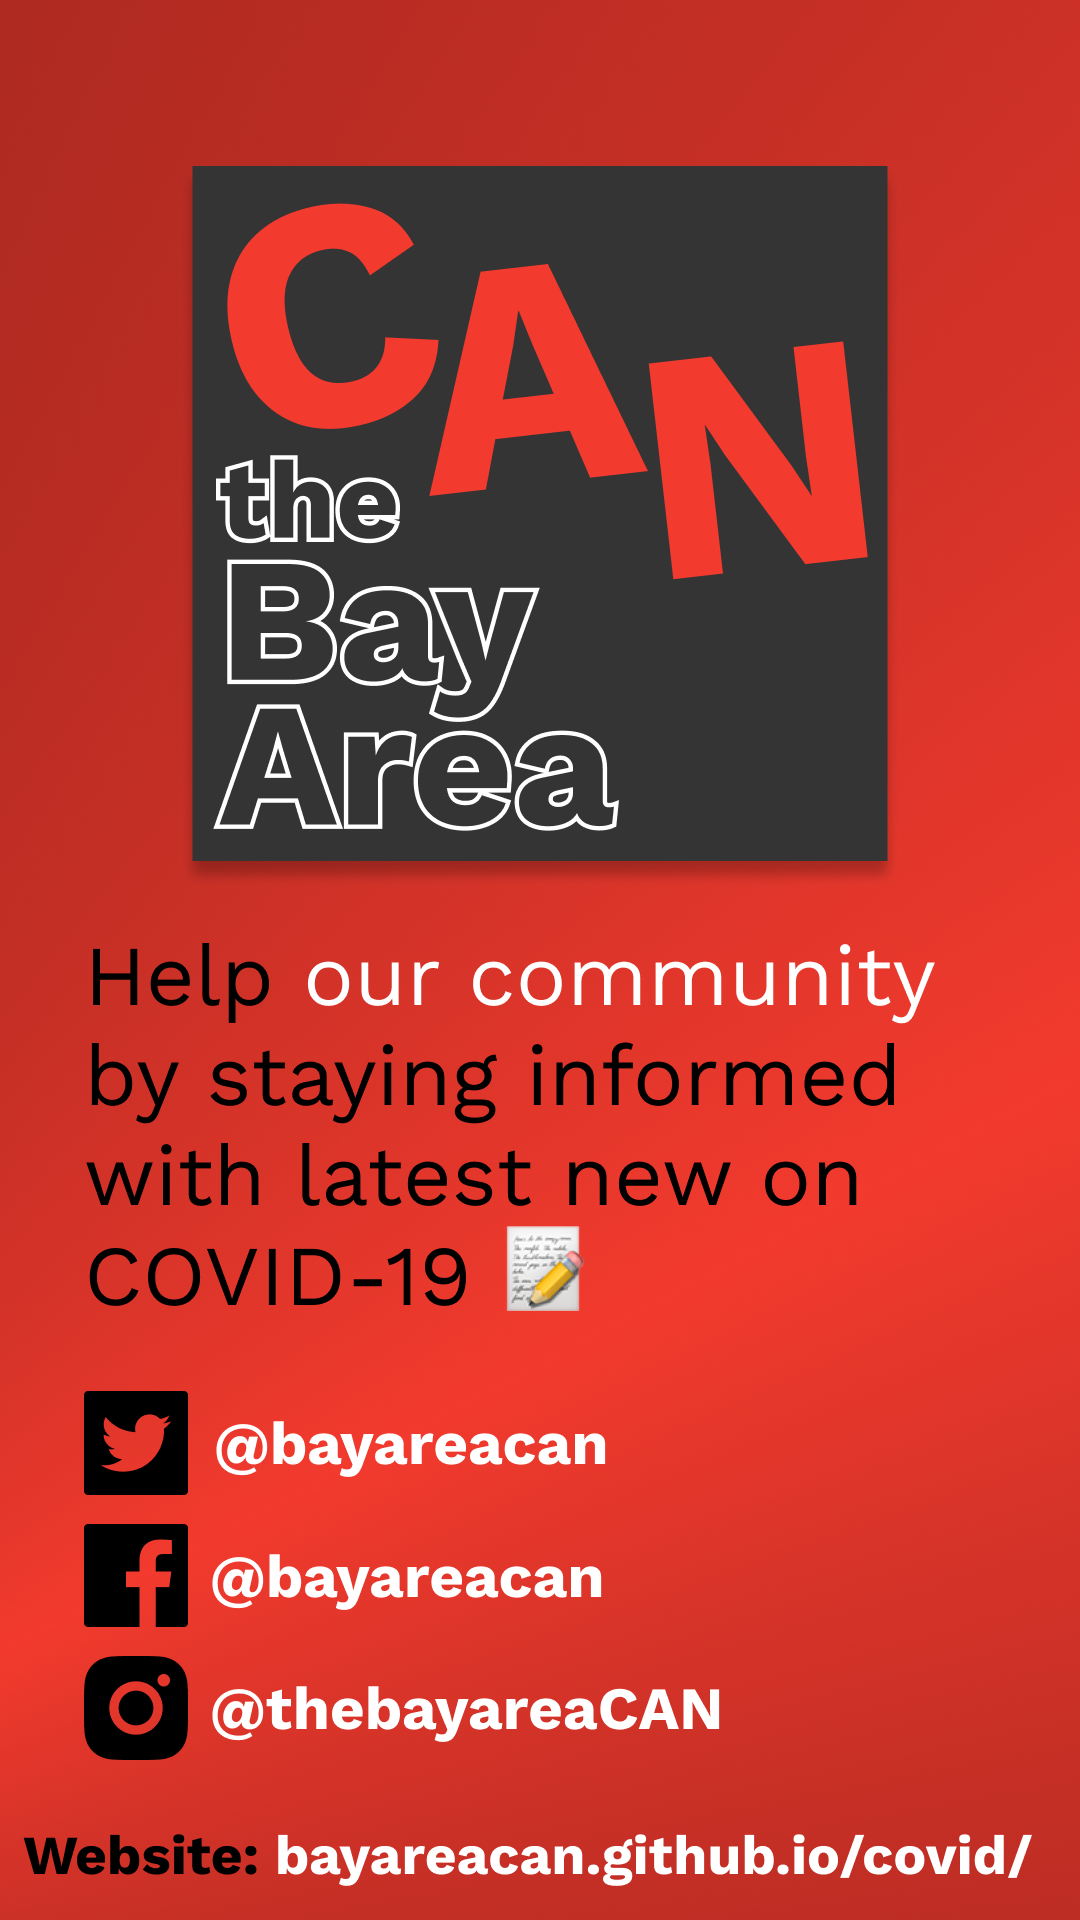 CAN
the
Bay
Area
Help our community
by staying informed
with latest new on
COVID-19
@bayareacan
@bayareacan
@thebayareaCAN
Website: bayareacan.github.io/covid/